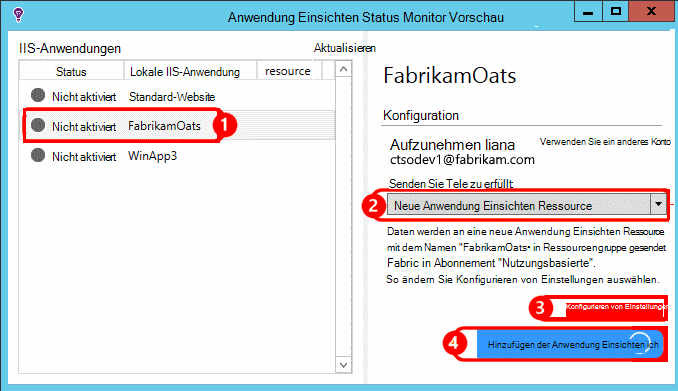 Anwendung Einsichten Status Monitor Vorschau
IIS-Anwendungen
Aktualisieren
Status Lokale IIS-Anwendung resource
Nicht aktiviert Standard-Website
Nicht aktiviert FabrikamOats 1
Nicht aktiviert WinApp3
FabrikamOats
Konfiguration
Aufzunehmen liana Verwenden Sie ein anderes Konto
ctsodev1@fabrikam.com
Senden Sie Tele zu erfüllt:
2 Neue Anwendung Einsichten Ressource
Daten werden an eine neue Anwendung Einsichten Ressource
mit dem Namen "FabrikamOats• in Ressourcengruppe gesendet
Fabric in Abonnement "Nutzungsbasierte".
So ändern Sie Konfigurieren von Einstellungen auswählen.
3 Konfigurieren von Einstellungen
4 Hinzufügen der Anwendung Einsichten ich